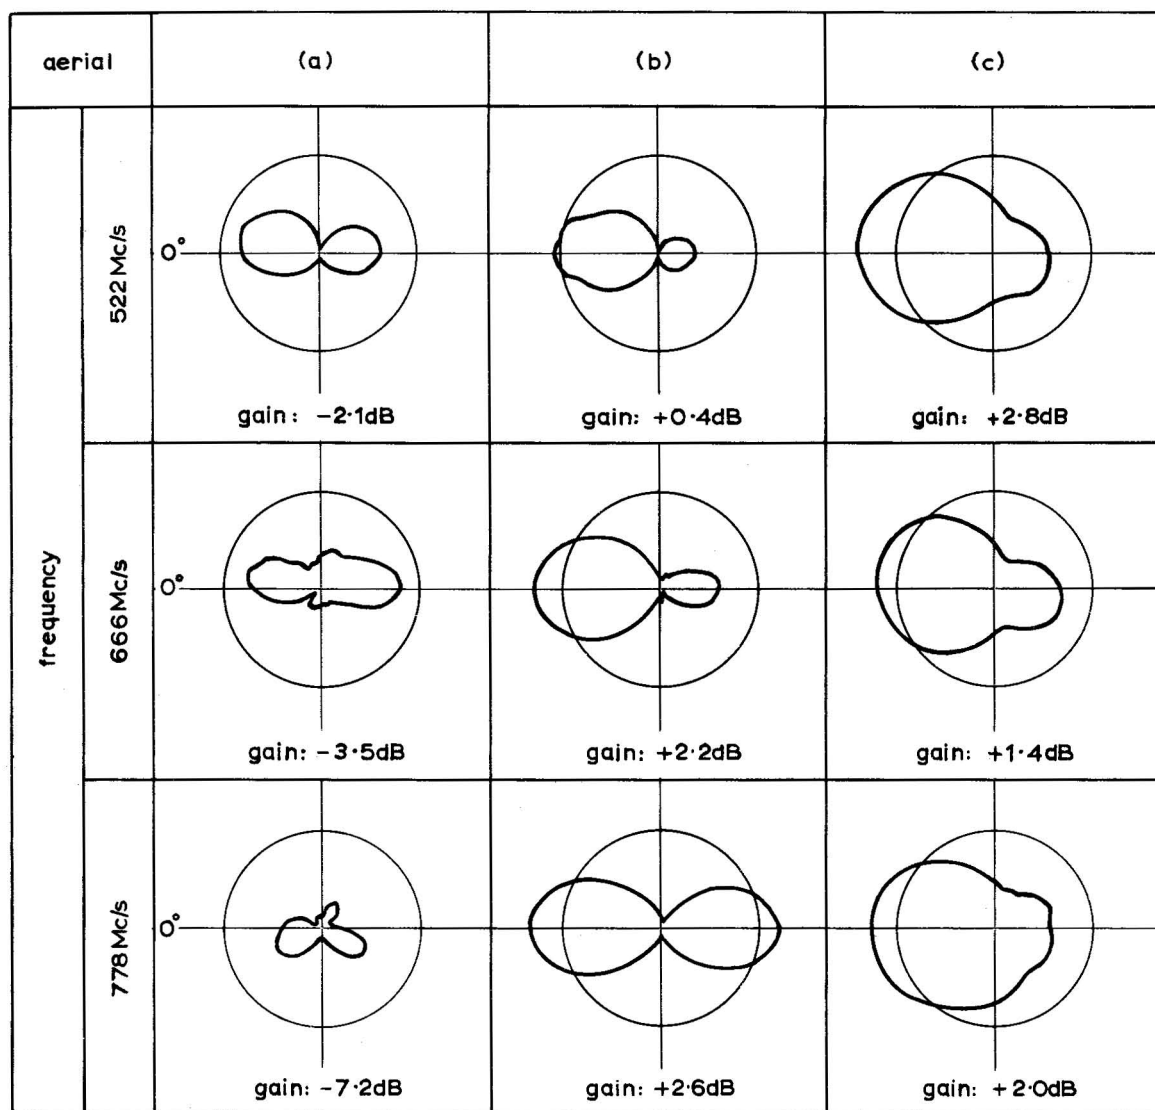 aerial (a) (b) (c)
frequency
522 Mc/s
0°
gain: -2·1dB
gain: +0·4dB
gain: +2·8dB
666 Mc/s
0°
gain: -3·5dB
gain: +2·2dB
gain: +1·4dB
778 Mc/s
0°
gain: -7·2dB
gain: +2·6dB
gain: +2·0dB